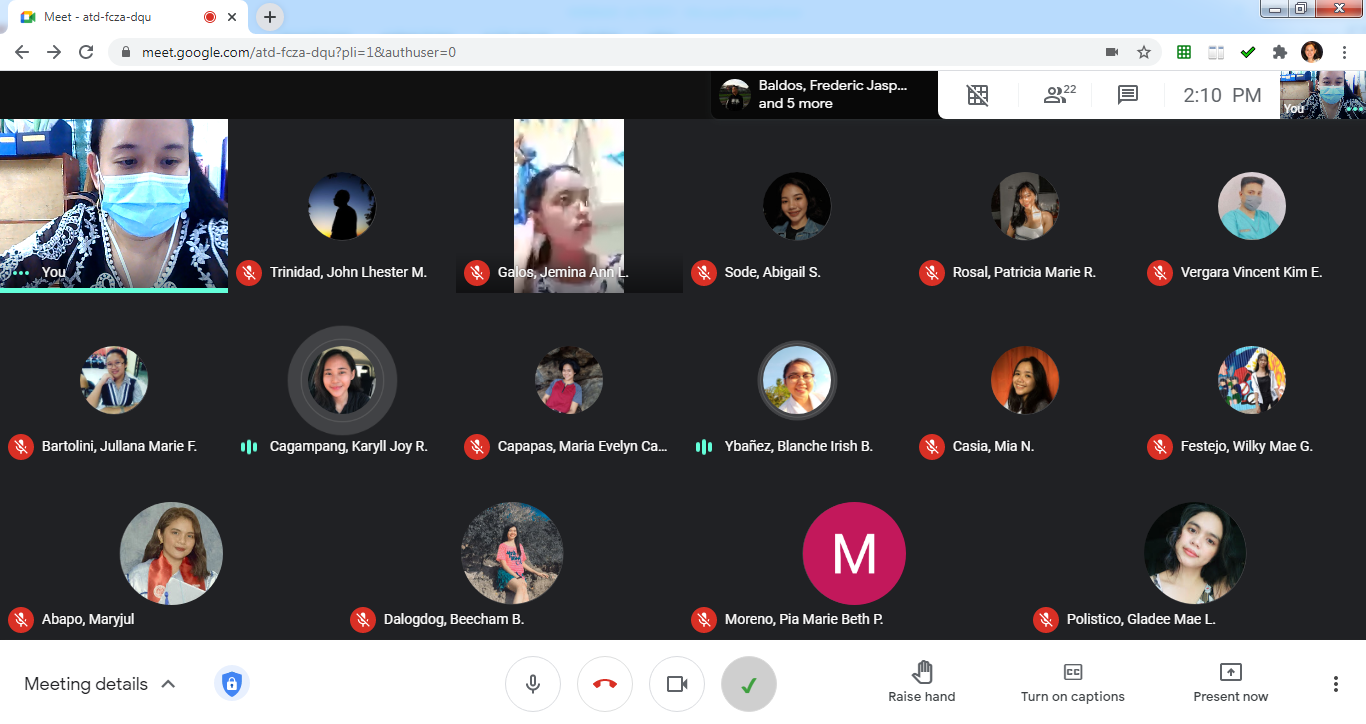 Meet - atd-fcza-dqu
meet.google.com/atd-fcza-dqu?pli=1&authuser=0
Baldos, Frederic Jasp...
and 5 more
22
2:10 PM
You
You
Trinidad, John Lhester M.
Galos, Jemina Ann L.
Sode, Abigail S.
Rosal, Patricia Marie R.
Vergara Vincent Kim E.
Bartolini, Jullana Marie F.
Cagampang, Karyll Joy R.
Capapas, Maria Evelyn Ca...
Ybañez, Blanche Irish B.
Casia, Mia N.
Festejo, Wilky Mae G.
M
Abapo, Maryjul
Dalogdog, Beecham B.
Moreno, Pia Marie Beth P.
Polistico, Gladee Mae L.
Meeting details
CC
Raise hand
Turn on captions
Present now